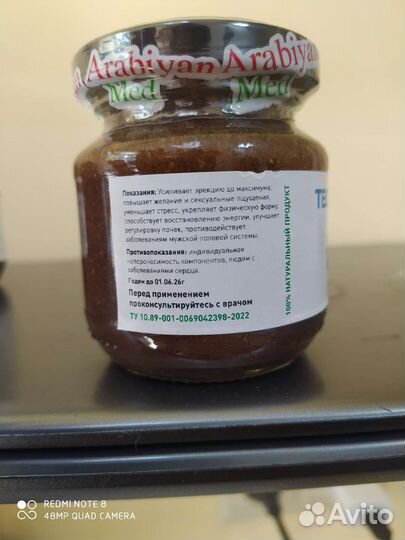 Arabiyan Arabiyan
Med Med
Показания: Усиливает эрекцию до максимума,
повышает желание и сексуальные ощущения,
уменьшает стресс, укрепляет физическую форму,
способствует восстановлению энергии, улучшает
регулировку почек, противодействует
заболеваниям мужской половой системы.
Противопоказания: индивидуальная
непереносимость компонентов, людям с
заболеваниями сердца.
Годен до 01.06.26г
Перед применением
проконсультируйтесь с врачом
ТУ 10.89-001-0069042398-2022
100% НАТУРАЛЬНЫЙ ПРОДУКТ
REDMI NOTE 8
48MP QUAD CAMERA
Avito